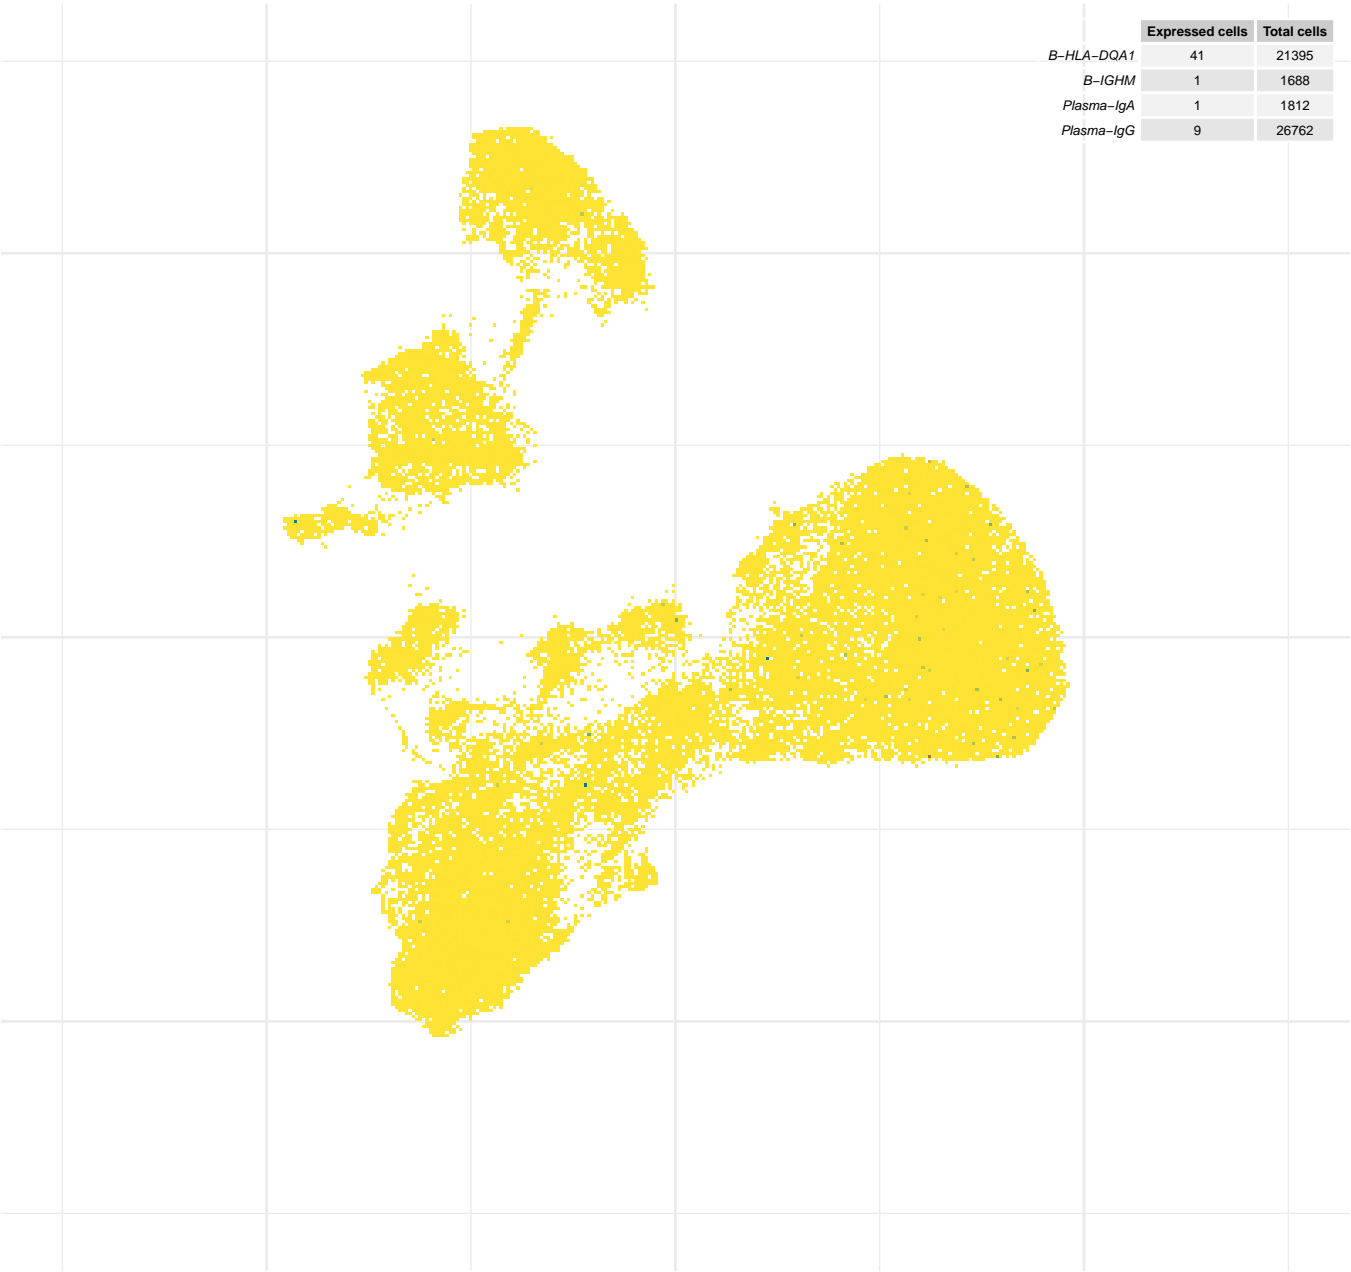 Expressed cells Total cells
B−HLA−DQA1 41 21395
B−IGHM 1 1688
Plasma−IgA 1 1812
Plasma−IgG 9 26762